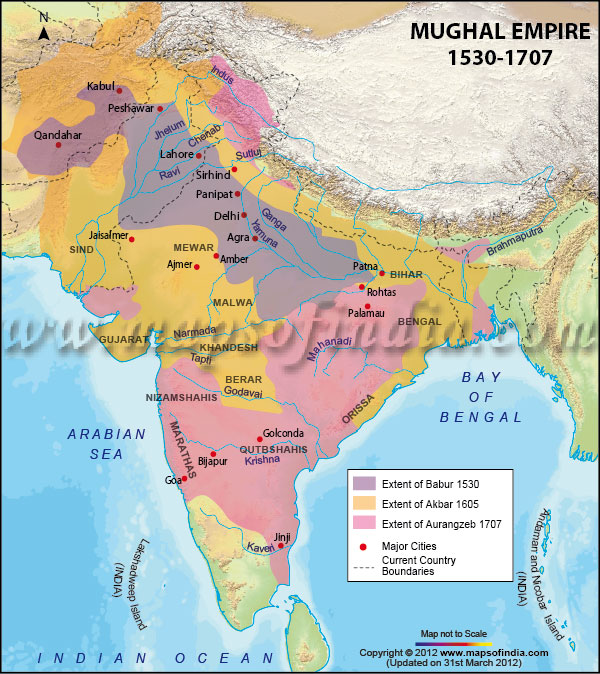 MUGHAL EMPIRE
1530-1707
N
Indus
Kabul
Peshawar
Jhelum
Chenab
Qandahar
Lahore
Sutluj
Ravi
Sirhind
Panipat
Delhi
Ganga
Yamuna
Jaisalmer
Agra
MEWAR
SIND
Amber
Ajmer
Brahmaputra
Patna
BIHAR
Rohtas
MALWA
Palamau
BENGAL
www.mapsofindia.com
Narmada
GUJARAT
KHANDESH
Mahanadi
Tapti
BERAR
Godavai
NIZAMSHAHIS
ORISSA
BAY
OF
BENGAL
ARABIAN
SEA
MARATHAS
Golconda
QUTBSHAHIS
Bijapur
Krishna
Goa
Extent of Babur 1530
Extent of Akbar 1605
Extent of Aurangzeb 1707
Major Cities
Current Country
Boundaries
Jinji
Kaveri
Lakshadweep Island
(INDIA)
Andamarr and Nicobar Island
(INDIA)
Map not to Scale
Copyright © 2012 www.mapsofindia.com
(Updated on 31st March 2012)
INDIAN OCEAN